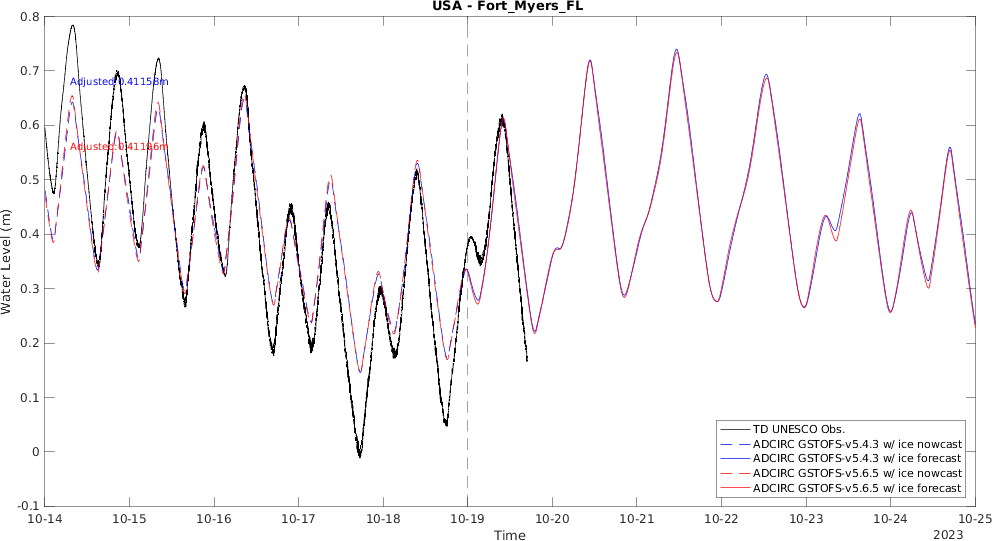 USA - Fort_Myers_FL
0.8
0.7
0.6
0.5
0.4
0.3
0.2
0.1
0
-0.1
Water Level (m)
Adjusted:0.41158m
Adjusted:0.41136m
TD UNESCO Obs.
ADCIRC GSTOFS-v5.4.3 w/ ice nowcast
ADCIRC GSTOFS-v5.4.3 w/ ice forecast
ADCIRC GSTOFS-v5.6.5 w/ ice nowcast
ADCIRC GSTOFS-v5.6.5 w/ ice forecast
10-14 10-15 10-16 10-17 10-18 10-19 10-20 10-21 10-22 10-23 10-24 10-25
Time
2023